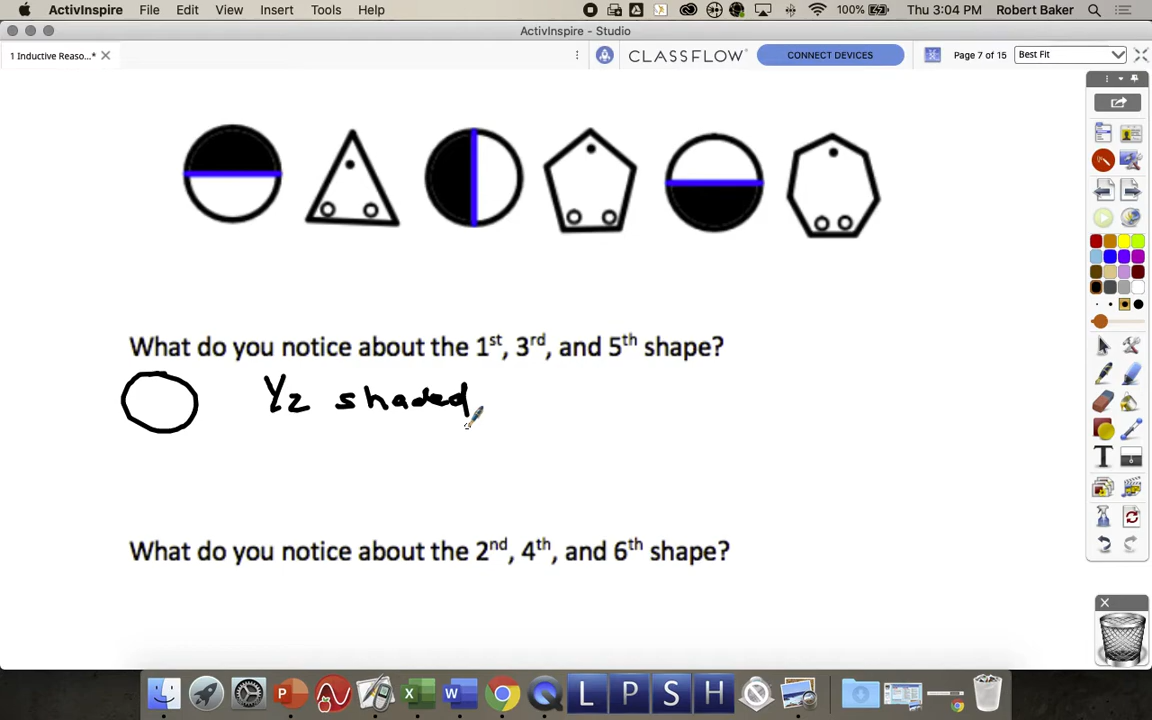 ActivInspire File Edit View Insert Tools Help 100% Thu 3:04 PM Robert Baker
ActivInspire - Studio
1 Inductive Reaso...* CLASSFLOW CONNECT DEVICES Page 7 of 15 Best Fit
What do you notice about the 1st, 3rd, and 5th shape?
1/2 shaded
What do you notice about the 2nd, 4th, and 6th shape?
T
P X W L P S H